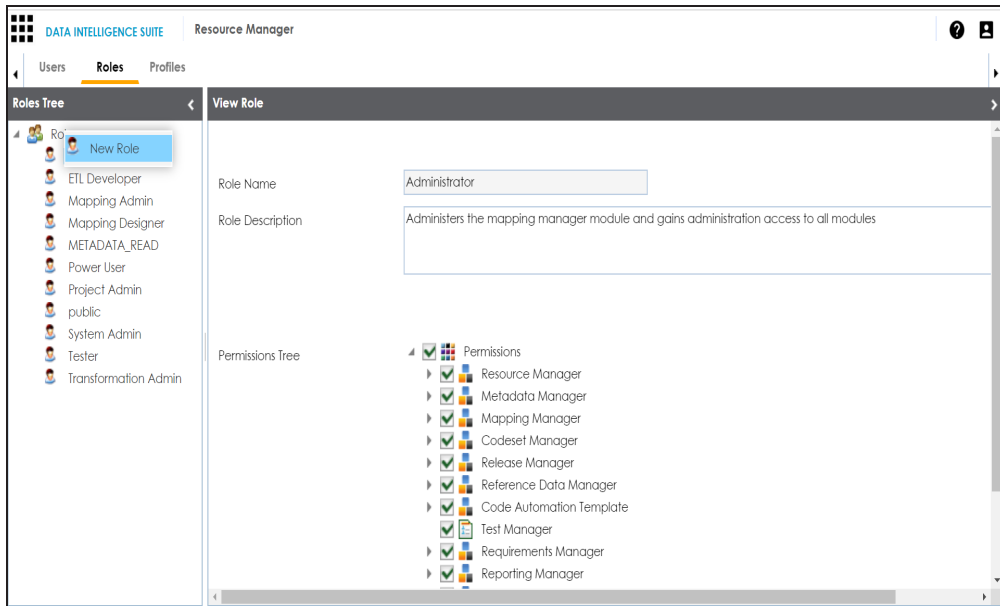 DATA INTELLIGENCE SUITE
Resource Manager
Users Roles Profiles
Roles Tree
New Role
ETL Developer
Mapping Admin
Mapping Designer
METADATA_READ
Power User
Project Admin
public
System Admin
Tester
Transformation Admin
View Role
Role Name
Administrator
Role Description
Administers the mapping manager module and gains administration access to all modules
Permissions Tree
Permissions
Resource Manager
Metadata Manager
Mapping Manager
Codeset Manager
Release Manager
Reference Data Manager
Code Automation Template
Test Manager
Requirements Manager
Reporting Manager